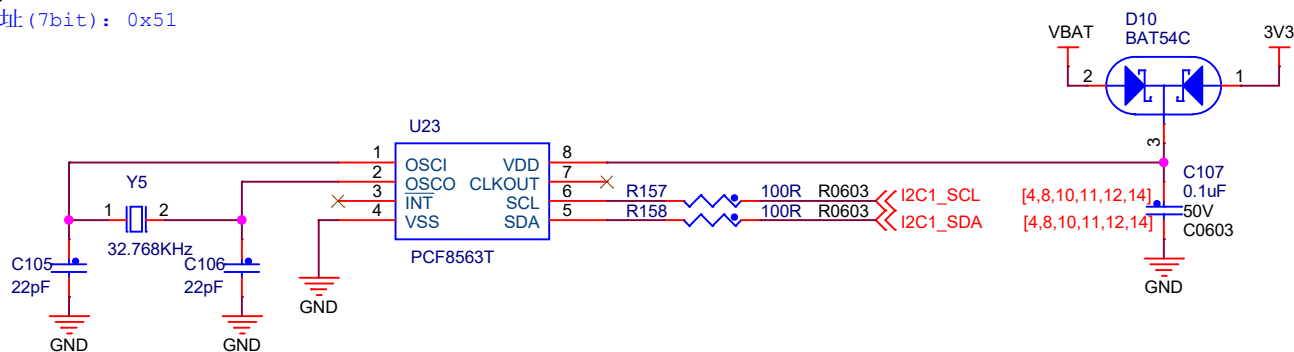 址(7bit): 0x51
D10
BAT54C
VBAT
3V3
2
1
3
U23
1
OSCI
VDD
8
2
OSCO
CLKOUT
7
3
INT
SCL
6
4
VSS
SDA
5
PCF8563T
Y5
1
2
32.768KHz
C105
22pF
C106
22pF
R157
100R
R0603
I2C1_SCL
[4,8,10,11,12,14]
R158
100R
R0603
I2C1_SDA
[4,8,10,11,12,14]
C107
0.1uF
50V
C0603
GND
GND
GND
GND